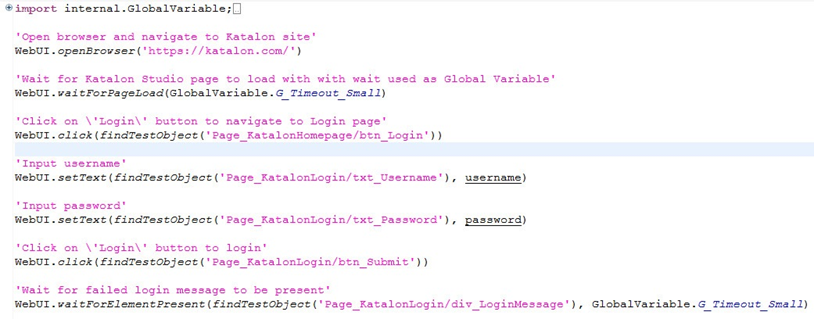 import internal.GlobalVariable;
'Open browser and navigate to Katalon site'
WebUI.openBrowser('https://katalon.com/')
'Wait for Katalon Studio page to load with with wait used as Global Variable'
WebUI.waitForPageLoad(GlobalVariable.G_Timeout_Small)
'Click on \'Login\' button to navigate to Login page'
WebUI.click(findTestObject('Page_KatalonHomepage/btn_Login'))
'Input username'
WebUI.setText(findTestObject('Page_KatalonLogin/txt_Username'), username)
'Input password'
WebUI.setText(findTestObject('Page_KatalonLogin/txt_Password'), password)
'Click on \'Login\' button to login'
WebUI.click(findTestObject('Page_KatalonLogin/btn_Submit'))
'Wait for failed login message to be present'
WebUI.waitForElementPresent(findTestObject('Page_KatalonLogin/div_LoginMessage'), GlobalVariable.G_Timeout_Small)